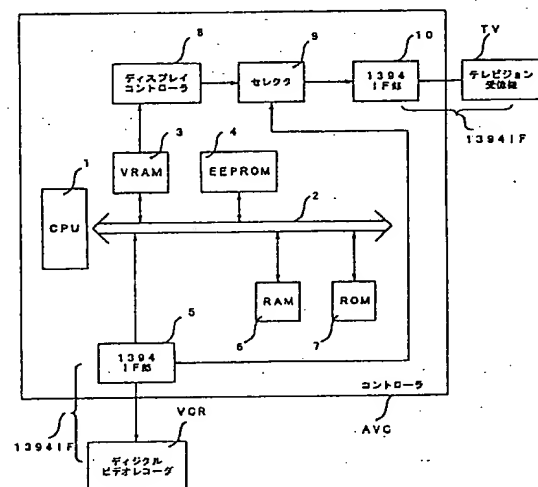 8
9
10
TV
ディスプレイ
コントローラ
セレクタ
1394
IF部
テレビジョン
受信機
1394IF
1
3
4
VRAM
EEPROM
2
CPU
RAM
ROM
5
6
7
1394
IF部
コントローラ
VCR
AVC
1394IF
ディジタル
ビデオレコーダ